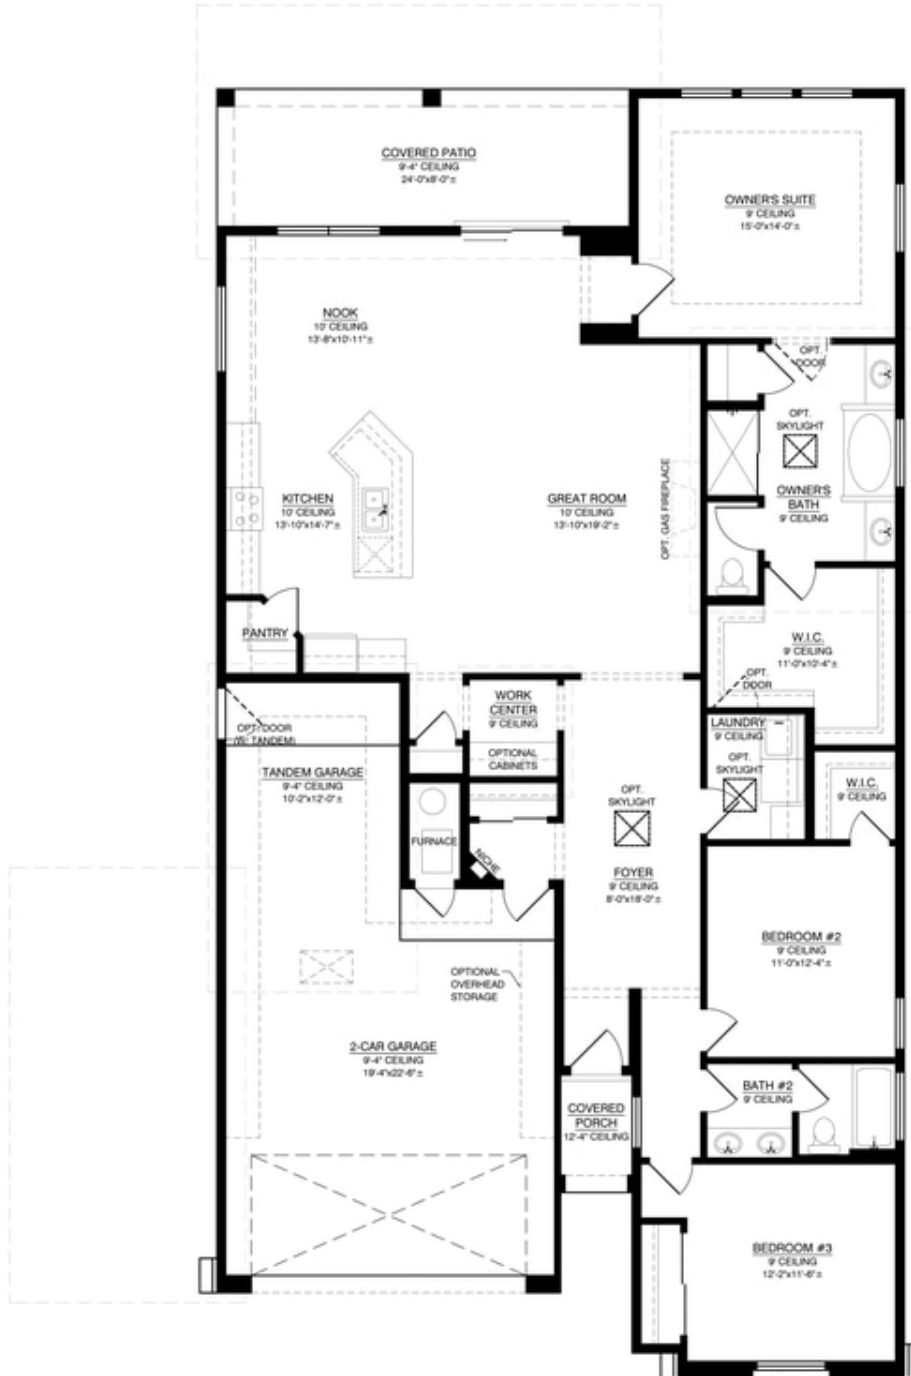 COVERED PATIO
9'-4" CEILING
24'-0"x8'-0"±
OWNER'S SUITE
9' CEILING
15'-0"x14'-0"±
NOOK
10' CEILING
13'-8"x10'-11"±
OPT.
DOOR
OPT.
SKYLIGHT
OWNER'S
BATH
9' CEILING
KITCHEN
10' CEILING
13'-10"x14'-7"±
GREAT ROOM
10' CEILING
13'-10"x19'-2"±
OPT. GAS FIREPLACE
PANTRY
W.I.C.
9' CEILING
11'-0"x10'-4"±
OPT.
DOOR
WORK
CENTER
9' CEILING
OPTIONAL
CABINETS
LAUNDRY
9' CEILING
OPT.
SKYLIGHT
OPT. DOOR
(W/ TANDEM)
TANDEM GARAGE
9'-4" CEILING
10'-2"x12'-0"±
W.I.C.
9' CEILING
OPT.
SKYLIGHT
FURNACE
NICHE
FOYER
9' CEILING
8'-0"x18'-0"±
BEDROOM #2
9' CEILING
11'-0"x12'-4"±
OPTIONAL
OVERHEAD
STORAGE
2-CAR GARAGE
9'-4" CEILING
19'-4"x22'-6"±
BATH #2
9' CEILING
COVERED
PORCH
12'-4" CEILING
BEDROOM #3
9' CEILING
12'-2"x11'-6"±